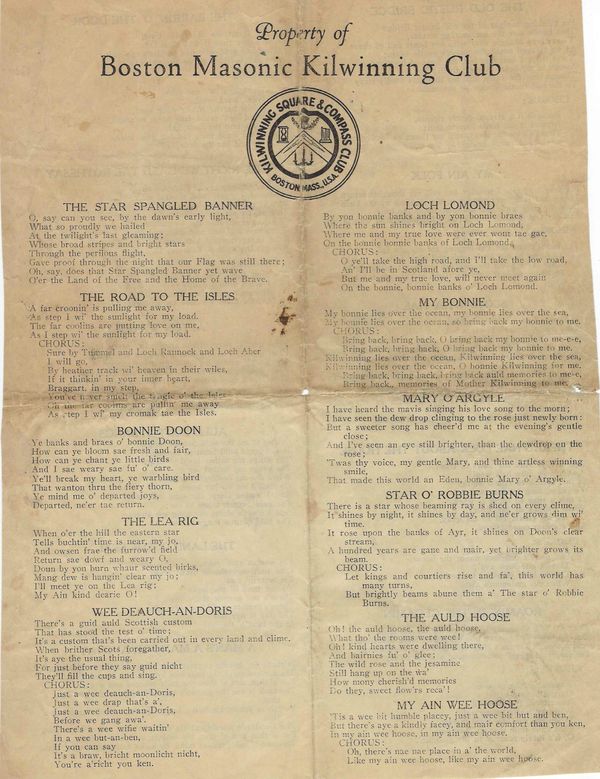 Property of
Boston Masonic Kilwinning Club
KILWINNING SQUARE & COMPASS CLUB
BOSTON, MASS., U.S.A
THE STAR SPANGLED BANNER
O, say can you see, by the dawn's early light,
What so proudly we hailed
At the twilight's last gleaming;
Whose broad stripes and bright stars
Through the perilous flight,
Gave proof through the night that our Flag was still there;
Oh, say does that Star Spangled Banner yet wave
O'er the Land of the Free and the Home of the Brave.
THE ROAD TO THE ISLES
A far croonin' is pulling me away,
As step I wi' the sunlight for my load.
The far coolins are putting love on me,
As I step wi' the sunlight for my load.
CHORUS:
Sure by Tummel and Loch Rannock and Loch Aber
I will go,
By heather track wi' heaven in their wiles,
If it thinkin' in your inner heart,
Braggart, in my step,
You've never smelt the tangle o' the Isles
Oh the far coolins are pullin' me away
As step I wi' my cromak tae the Isles.
BONNIE DOON
Ye banks and braes o' bonnie Doon,
How can ye bloom sae fresh and fair,
How can ye chant ye little birds
And I sae weary sae fu' o' care.
Ye'll break my heart, ye warbling bird
That wanton thru the fiery thorn,
Ye mind me o' departed joys,
Departed, ne'er tae return.
THE LEA RIG
When o'er the hill the eastern star
Tells buchtin' time is near, my jo,
And owsen frae the furrow'd field
Return sae dowf and weary O,
Doun by you burn whaur scented birks,
Mang dew is hangin' clear my jo;
I'll meet ye on the Lea rig;
My Ain kind dearie O!
WEE DEAUCH-AN-DORIS
There's a guid auld Scottish custom
That has stood the test o' time;
It's a custom that's been carried out in every land and clime.
When brither Scots foregather,
It's aye the usual thing,
For just before they say guid nicht
They'll fill the cups and sing.
CHORUS:
Just a wee deauch-an-Doris,
Just a wee drap that's a',
Just a wee deauch-an-Doris,
Before we gang awa'.
There's a wee wifie waitin'
In a wee but-an-ben,
If you can say
It's a braw, bricht moonlicht nicht,
You're a'richt you ken.
LOCH LOMOND
By yon bonnie banks and by yon bonnie braes
Where the sun shines bright on Loch Lomond,
Where me and my true love were ever wont tae gae,
On the bonnie bonnie banks of Loch Lomond.
CHORUS:
O ye'll take the high road, and I'll take the low road,
An' I'll be in Scotland afore ye,
But me and my true love, will never meet again
On the bonnie, bonnie banks o' Loch Lomond.
MY BONNIE
My bonnie lies over the ocean, my bonnie lies over the sea,
My bonnie lies over the ocean, so bring back my bonnie to me.
CHORUS:
Bring back, bring back, O bring back my bonnie to me-e-e,
Bring back, bring back, O bring back my bonnie to me.
Kilwinning lies over the ocean, Kilwinning lies over the sea,
Kilwinning lies over the ocean, O bonnie Kilwinning for me.
Bring back, bring back, bring back auld memories to me-e,
Bring back, memories of Mother Kilwinning to me.
MARY O'ARGYLE
I have heard the mavis singing his love song to the morn;
I have seen the dew drop clinging to the rose just newly born:
But a sweeter song has cheer'd me at the evening's gentle
close;
And I've seen an eye still brighter, than the dewdrop on the
rose;
'Twas thy voice, my gentle Mary, and thine artless winning
smile,
That made this world an Eden, bonnie Mary o' Argyle.
STAR O' ROBBIE BURNS
There is a star whose beaming ray is shed on every clime,
It shines by night, it shines by day, and ne'er grows dim wi'
time.
It rose upon the banks of Ayr, it shines on Doon's clear
stream,
A hundred years are gane and mair, yet brighter grows its
beam.
CHORUS:
Let kings and courtiers rise and fa', this world has
many turns,
But brightly beams abune them a' The star o' Robbie
Burns.
THE AULD HOOSE
Oh! the auld hoose, the auld hoose,
What tho' the rooms were wee!
Oh! kind hearts were dwelling there,
And bairnies fu' o' glee;
The wild rose and the jesamine
Still hang up on the wa'
How mony cherish'd memories
Do they, sweet flow'rs reca'!
MY AIN WEE HOOSE
'Tis a wee bit humble placey, just a wee bit but and ben,
But there's aye a kindly facey, and mair comfort than you ken,
In my ain wee hoose, in my ain wee hoose.
CHORUS:
Oh, there's nae nae place in a' the world,
Like my ain wee hoose, like my ain wee hoose.